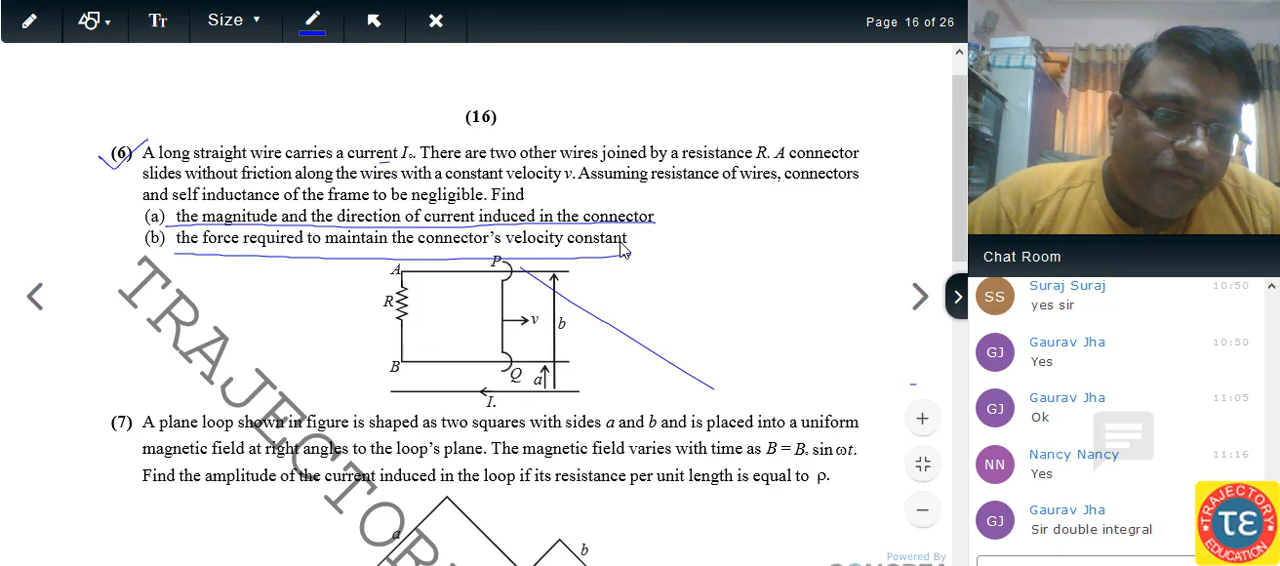 Size
Page 16 of 26
(16)
(6) A long straight wire carries a current I₀. There are two other wires joined by a resistance R. A connector
slides without friction along the wires with a constant velocity v. Assuming resistance of wires, connectors
and self inductance of the frame to be negligible. Find
(a) the magnitude and the direction of current induced in the connector
(b) the force required to maintain the connector's velocity constant
A
P
R
v
b
B
Q
a
I₀
(7) A plane loop shown in figure is shaped as two squares with sides a and b and is placed into a uniform
magnetic field at right angles to the loop's plane. The magnetic field varies with time as B = B₀ sin ωt.
Find the amplitude of the current induced in the loop if its resistance per unit length is equal to ρ.
a
b
TRAJECTOR
Powered By
Chat Room
SS
Suraj Suraj 10:50
yes sir
GJ
Gaurav Jha 10:50
Yes
GJ
Gaurav Jha 11:05
Ok
NN
Nancy Nancy 11:16
Yes
GJ
Gaurav Jha
Sir double integral
TRAJECTORY
EDUCATION